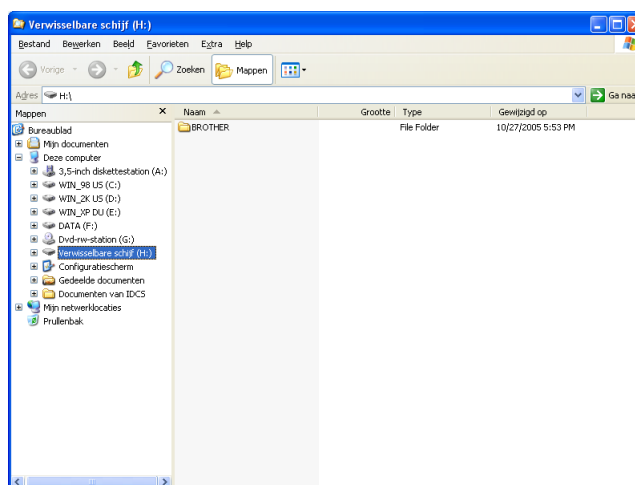 Verwisselbare schijf (H:)
Bestand Bewerken Beeld Favorieten Extra Help
Vorige Zoeken Mappen
Adres H:\ Ga naa
Mappen Naam Grootte Type Gewijzigd op
Bureaublad BROTHER File Folder 10/27/2005 5:53 PM
Mijn documenten
Deze computer
3,5-inch diskettestation (A:)
WIN_98 US (C:)
WIN_2K US (D:)
WIN_XP DU (E:)
DATA (F:)
Dvd-rw-station (G:)
Verwisselbare schijf (H:)
Configuratiescherm
Gedeelde documenten
Documenten van IDC5
Mijn netwerklocaties
Prullenbak